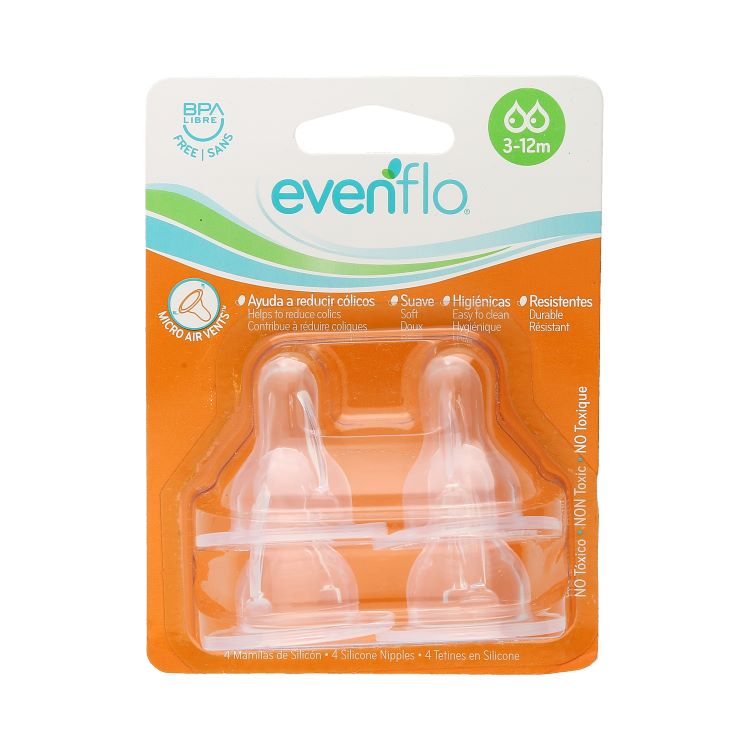 BPA
LIBRE
FREE | SANS
3-12m
evenflo®
MICRO AIR VENTS™
Ayuda a reducir cólicos
Helps to reduce colics
Contribue à réduire coliques
Suave
Soft
Doux
Higiénicas
Easy to clean
Hygiénique
Resistentes
Durable
Résistant
NO Tóxico • NON Toxic • NO Toxique
4 Mamilas de Silicón • 4 Silicone Nipples • 4 Tetines en Silicone